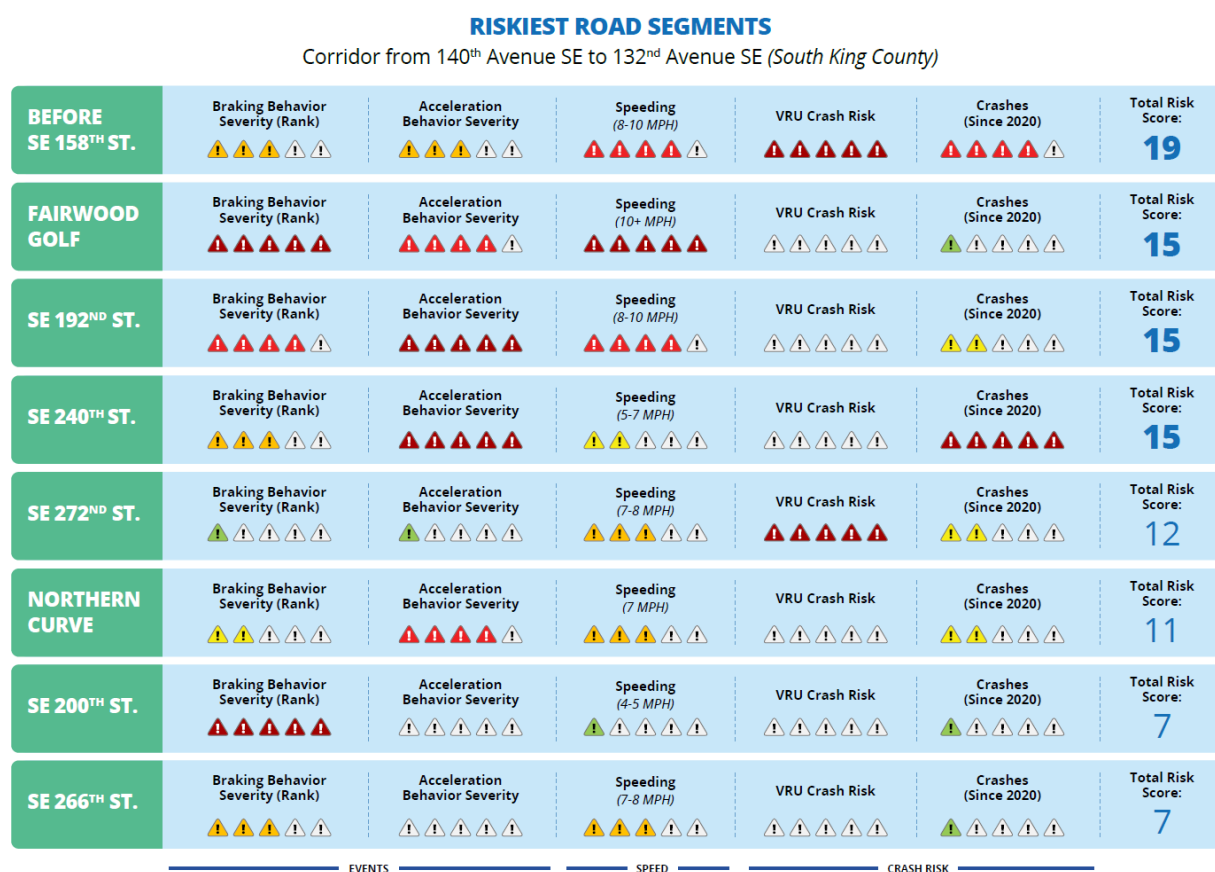 RISKIEST ROAD SEGMENTS
Corridor from 140th Avenue SE to 132nd Avenue SE (South King County)
BEFORE
SE 158TH ST.
Braking Behavior
Severity (Rank)
Acceleration
Behavior Severity
Speeding
(8-10 MPH)
VRU Crash Risk
Crashes
(Since 2020)
Total Risk
Score:
19
FAIRWOOD
GOLF
Braking Behavior
Severity (Rank)
Acceleration
Behavior Severity
Speeding
(10+ MPH)
VRU Crash Risk
Crashes
(Since 2020)
Total Risk
Score:
15
SE 192ND ST.
Braking Behavior
Severity (Rank)
Acceleration
Behavior Severity
Speeding
(8-10 MPH)
VRU Crash Risk
Crashes
(Since 2020)
Total Risk
Score:
15
SE 240TH ST.
Braking Behavior
Severity (Rank)
Acceleration
Behavior Severity
Speeding
(5-7 MPH)
VRU Crash Risk
Crashes
(Since 2020)
Total Risk
Score:
15
SE 272ND ST.
Braking Behavior
Severity (Rank)
Acceleration
Behavior Severity
Speeding
(7-8 MPH)
VRU Crash Risk
Crashes
(Since 2020)
Total Risk
Score:
12
NORTHERN
CURVE
Braking Behavior
Severity (Rank)
Acceleration
Behavior Severity
Speeding
(7 MPH)
VRU Crash Risk
Crashes
(Since 2020)
Total Risk
Score:
11
SE 200TH ST.
Braking Behavior
Severity (Rank)
Acceleration
Behavior Severity
Speeding
(4-5 MPH)
VRU Crash Risk
Crashes
(Since 2020)
Total Risk
Score:
7
SE 266TH ST.
Braking Behavior
Severity (Rank)
Acceleration
Behavior Severity
Speeding
(7-8 MPH)
VRU Crash Risk
Crashes
(Since 2020)
Total Risk
Score:
7
EVENTS
SPEED
CRASH RISK